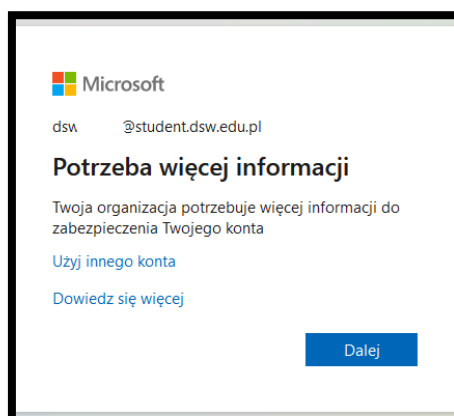 Microsoft
dsw @student.dsw.edu.pl
Potrzeba więcej informacji
Twoja organizacja potrzebuje więcej informacji do
zabezpieczenia Twojego konta
Użyj innego konta
Dowiedz się więcej
Dalej